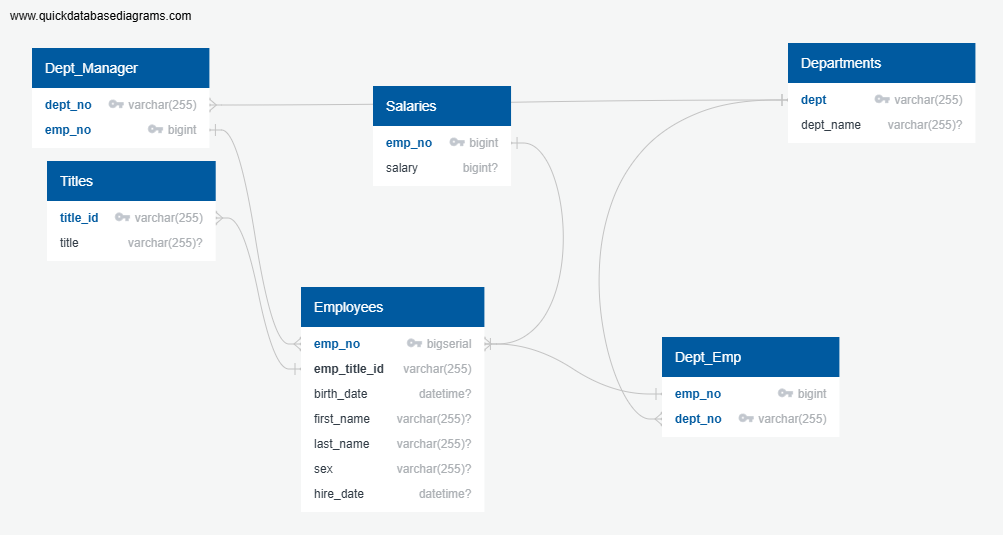 www.quickdatabasediagrams.com
Dept_Manager
dept_no varchar(255)
emp_no bigint
Titles
title_id varchar(255)
title varchar(255)?
Salaries
emp_no bigint
salary bigint?
Departments
dept varchar(255)
dept_name varchar(255)?
Employees
emp_no bigserial
emp_title_id varchar(255)
birth_date datetime?
first_name varchar(255)?
last_name varchar(255)?
sex varchar(255)?
hire_date datetime?
Dept_Emp
emp_no bigint
dept_no varchar(255)